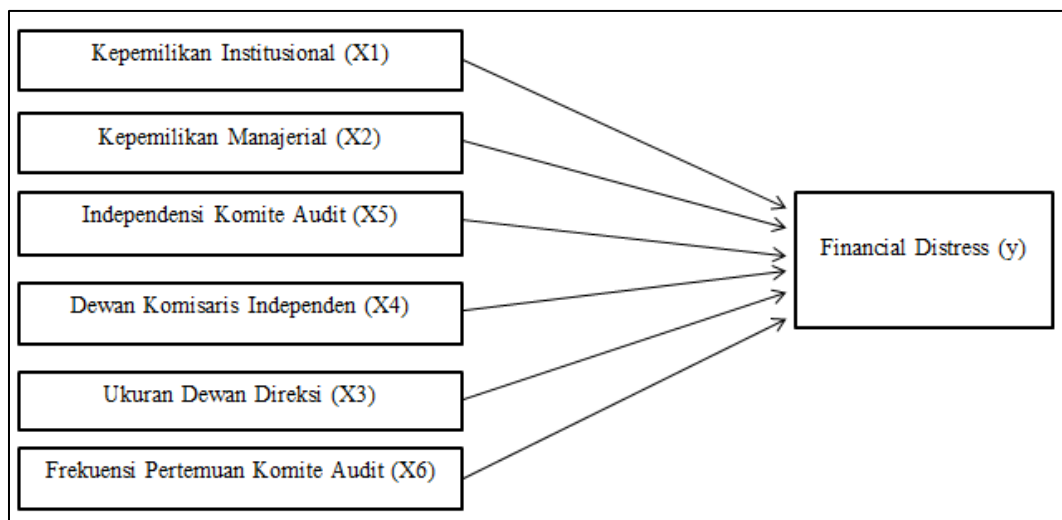 Kepemilikan Institusional (X1)
Kepemilikan Manajerial (X2)
Independensi Komite Audit (X5)
Dewan Komisaris Independen (X4)
Ukuran Dewan Direksi (X3)
Frekuensi Pertemuan Komite Audit (X6)
Financial Distress (y)